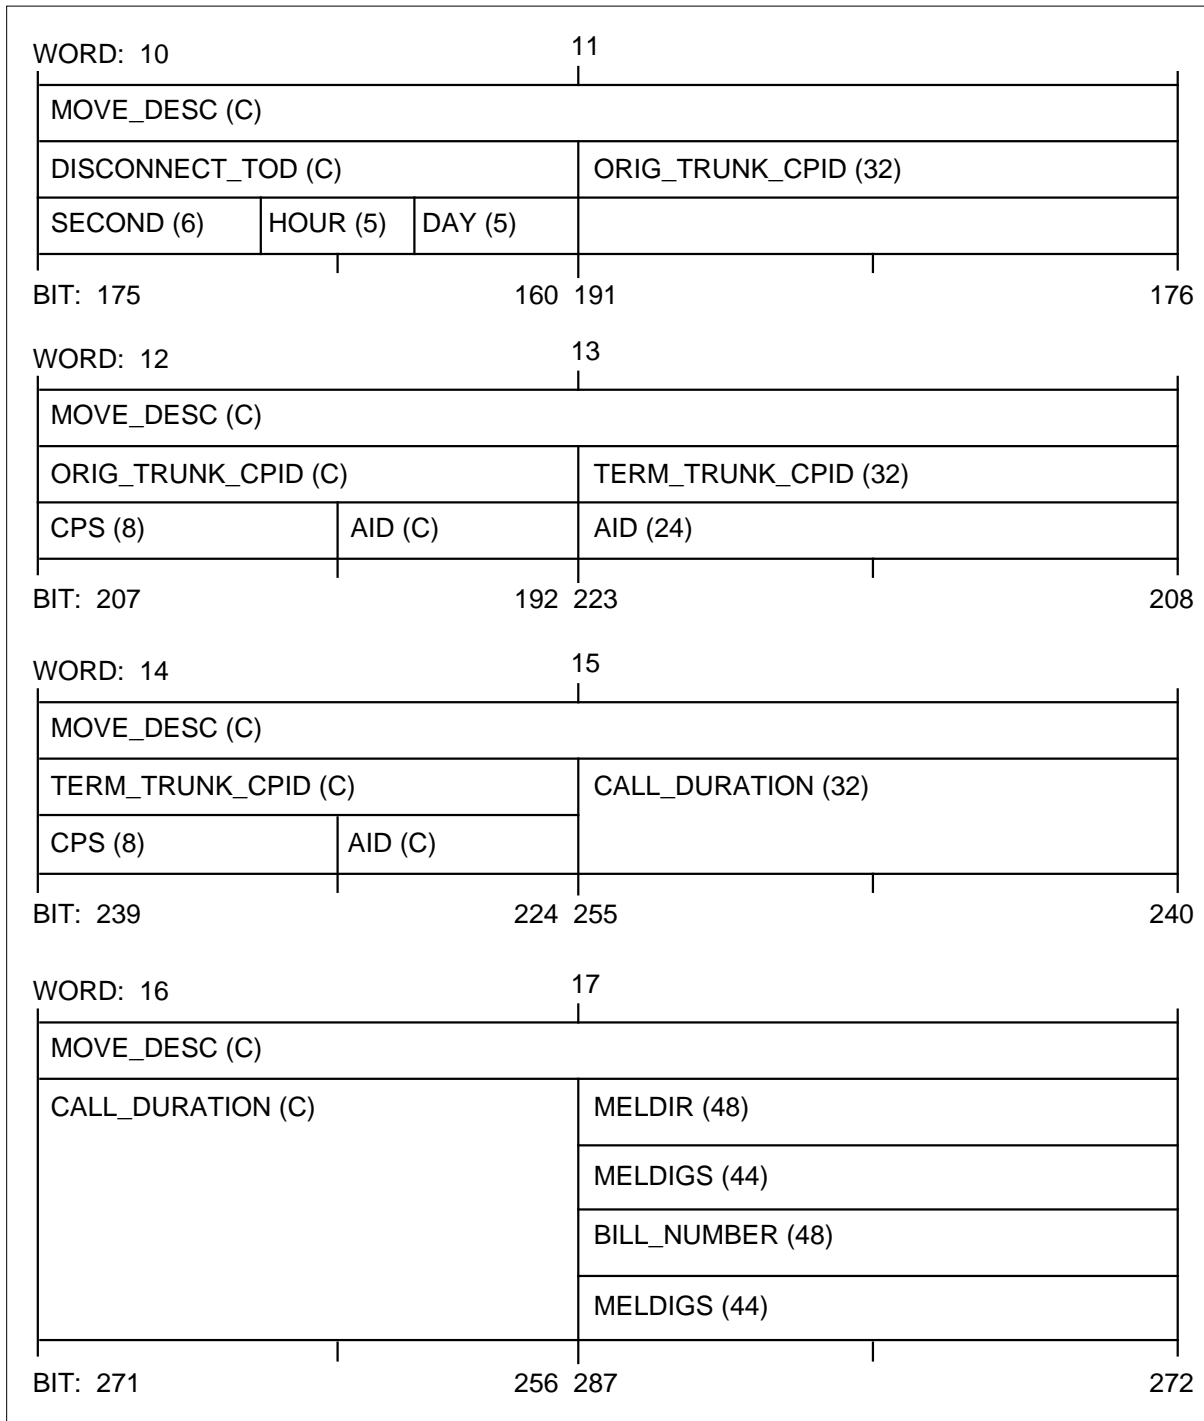 WORD: 10 11
MOVE_DESC (C)
DISCONNECT_TOD (C) ORIG_TRUNK_CPID (32)
SECOND (6) HOUR (5) DAY (5)
BIT: 175 160 191 176
WORD: 12 13
MOVE_DESC (C)
ORIG_TRUNK_CPID (C) TERM_TRUNK_CPID (32)
CPS (8) AID (C) AID (24)
BIT: 207 192 223 208
WORD: 14 15
MOVE_DESC (C)
TERM_TRUNK_CPID (C) CALL_DURATION (32)
CPS (8) AID (C)
BIT: 239 224 255 240
WORD: 16 17
MOVE_DESC (C)
CALL_DURATION (C) MELDIR (48)
MELDIGS (44)
BILL_NUMBER (48)
MELDIGS (44)
BIT: 271 256 287 272